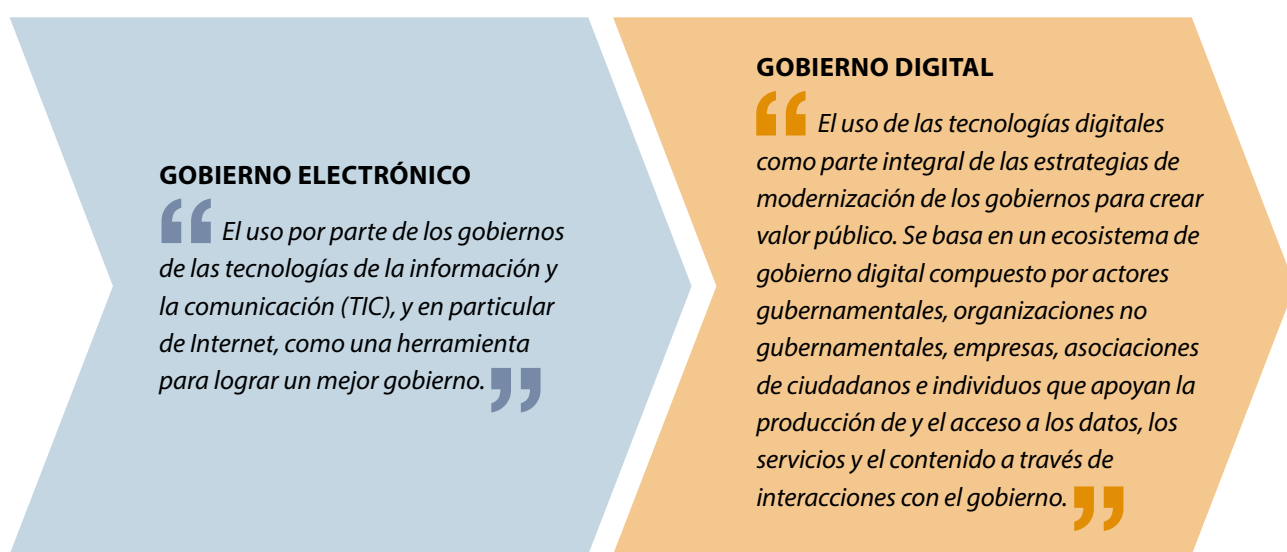 GOBIERNO ELECTRÓNICO
“ El uso por parte de los gobiernos
de las tecnologías de la información y
la comunicación (TIC), y en particular
de Internet, como una herramienta
para lograr un mejor gobierno. ”
GOBIERNO DIGITAL
“ El uso de las tecnologías digitales
como parte integral de las estrategias de
modernización de los gobiernos para crear
valor público. Se basa en un ecosistema de
gobierno digital compuesto por actores
gubernamentales, organizaciones no
gubernamentales, empresas, asociaciones
de ciudadanos e individuos que apoyan la
producción de y el acceso a los datos, los
servicios y el contenido a través de
interacciones con el gobierno. ”